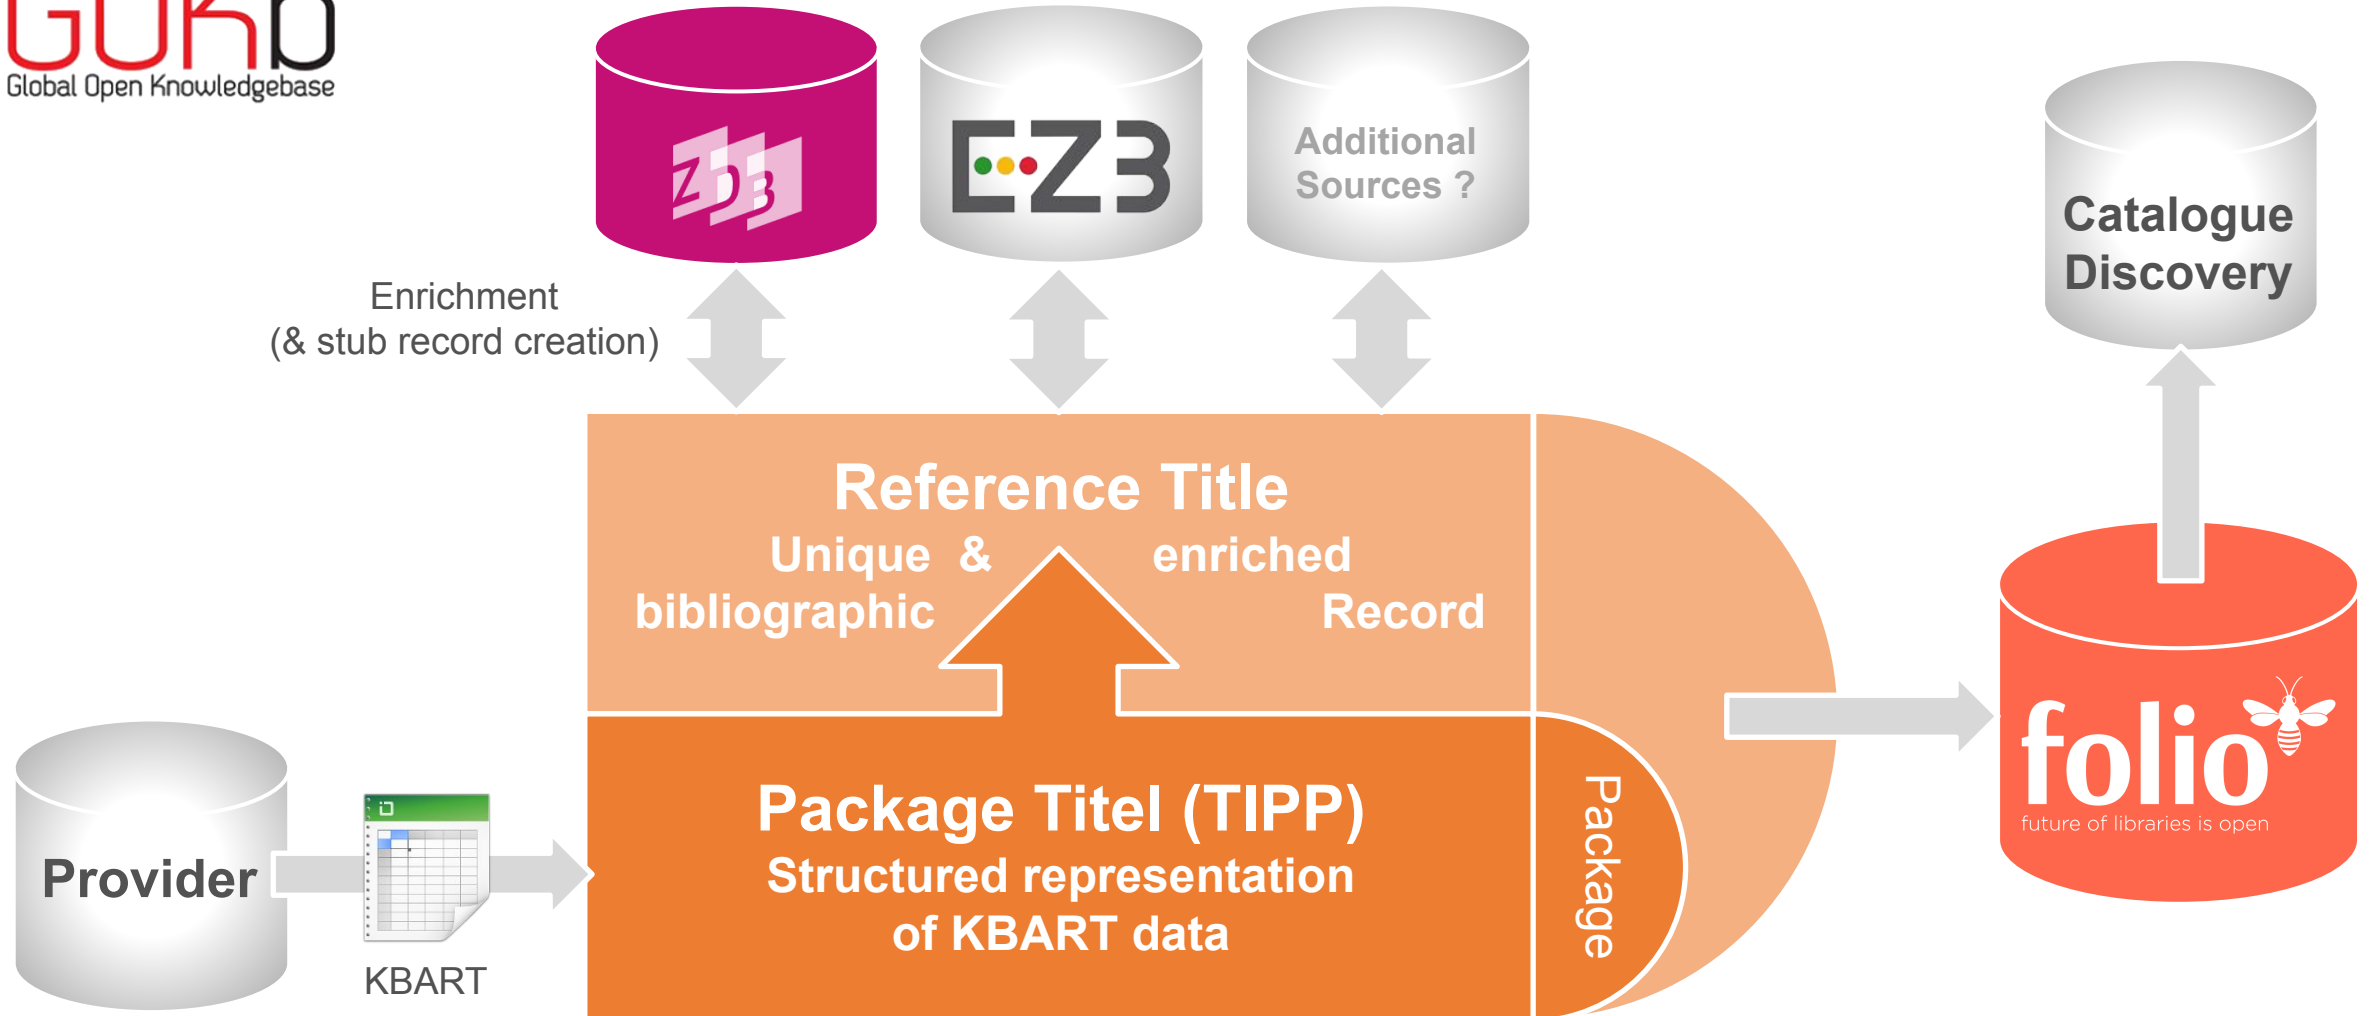 GOKb
Global Open Knowledgebase
ZDB
EZB
Additional
Sources ?
Catalogue
Discovery
Enrichment
(& stub record creation)
Reference Title
Unique & enriched
bibliographic Record
Provider
KBART
Package Titel (TIPP)
Structured representation
of KBART data
Package
folio
future of libraries is open